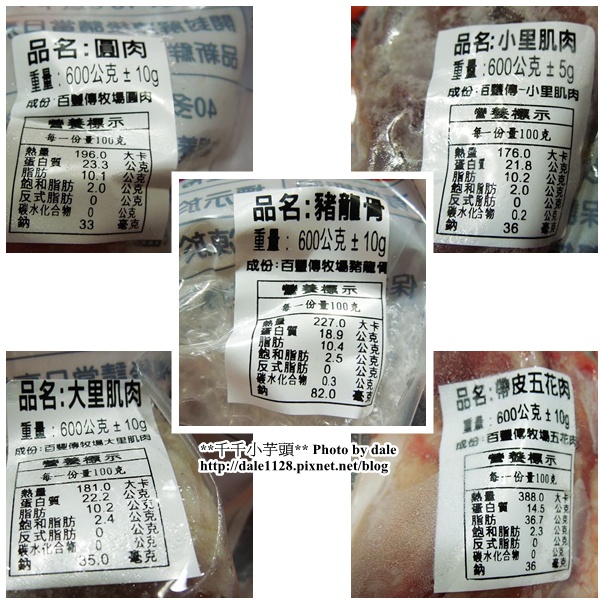 品名:圓肉
重量:600公克±10g
成份:百豐傳牧場圓肉
營養標示
每一份量100克
熱量 196.0 大卡
蛋白質 23.3 公克
脂肪 10.1 公克
飽和脂肪 2.0 公克
反式脂肪 0 公克
碳水化合物 0 公克
鈉 33 毫克
品名:小里肌肉
重量:600公克±5g
成份:百豐傳-小里肌肉
營養標示
每一份量100克
熱量 176.0 大卡
蛋白質 21.8 公克
脂肪 10.2 公克
飽和脂肪 2.0 公克
反式脂肪 0 公克
碳水化合物 0.2 公克
鈉 36 毫克
品名:豬龍骨
重量:600公克±10g
成份:百豐傳牧場豬龍骨
營養標示
每一份量100克
熱量 227.0 大卡
蛋白質 18.9 公克
脂肪 10.4 公克
飽和脂肪 2.5 公克
反式脂肪 0 公克
碳水化合物 0 公克
鈉 82.0 毫克
品名:大里肌肉
重量:600公克±10g
成份:百豐傳牧場大里肌肉
營養標示
每一份量100克
熱量 181.0 大卡
蛋白質 22.2 公克
脂肪 10.2 公克
飽和脂肪 2.4 公克
反式脂肪 0 公克
碳水化合物 0 公克
鈉 35.0 毫克
品名:帶皮五花肉
重量:600公克±10g
成份:百豐傳牧場五花肉
營養標示
每一份量100克
熱量 388.0 大卡
蛋白質 14.5 公克
脂肪 36.7 公克
飽和脂肪 2.3 公克
反式脂肪 0 公克
碳水化合物 0 公克
鈉 36 毫克
**千千小芋頭** Photo by dale
http://dale1128.pixnet.net/blog